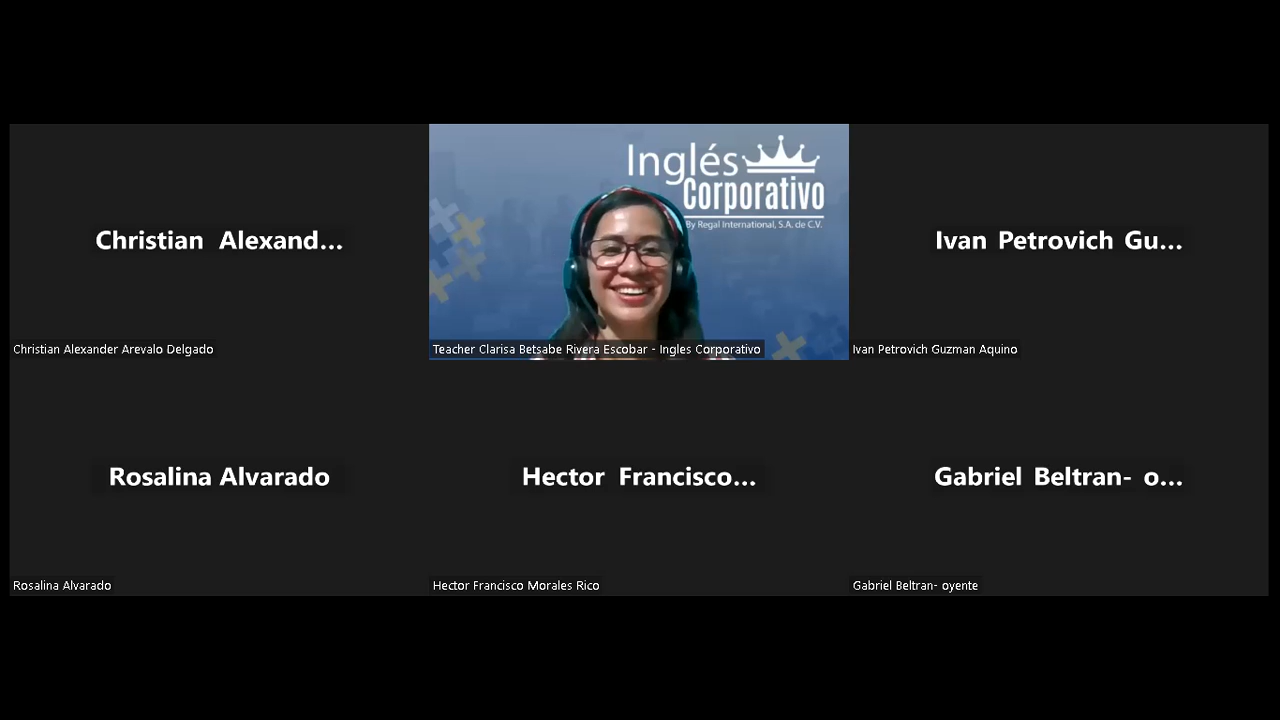 Christian Alexand...
Christian Alexander Arevalo Delgado
Inglés
Corporativo
By Regal International, S.A. de C.V.
Teacher Clarisa Betsabe Rivera Escobar - Ingles Corporativo
Ivan Petrovich Gu...
Ivan Petrovich Guzman Aquino
Rosalina Alvarado
Rosalina Alvarado
Hector Francisco...
Hector Francisco Morales Rico
Gabriel Beltran- o...
Gabriel Beltran- oyente